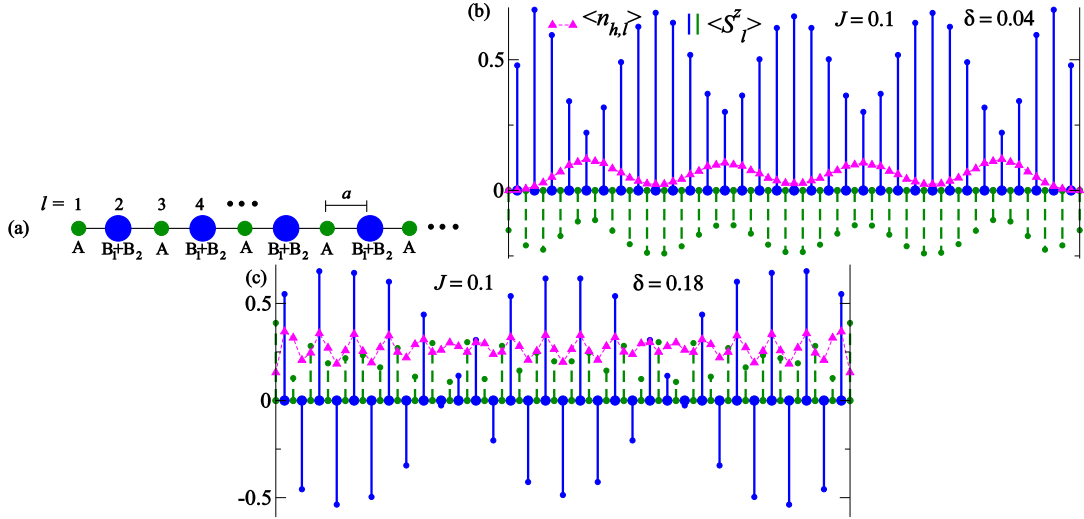 (b)
<n_{h,l}> <S^z_l> J = 0.1 δ = 0.04
0.5
0
l = 1 2 3 4 ••• a
(a) •••
A B₁+B₂ A B₁+B₂ A B₁+B₂ A B₁+B₂ A
(c)
J = 0.1 δ = 0.18
0.5
0
-0.5